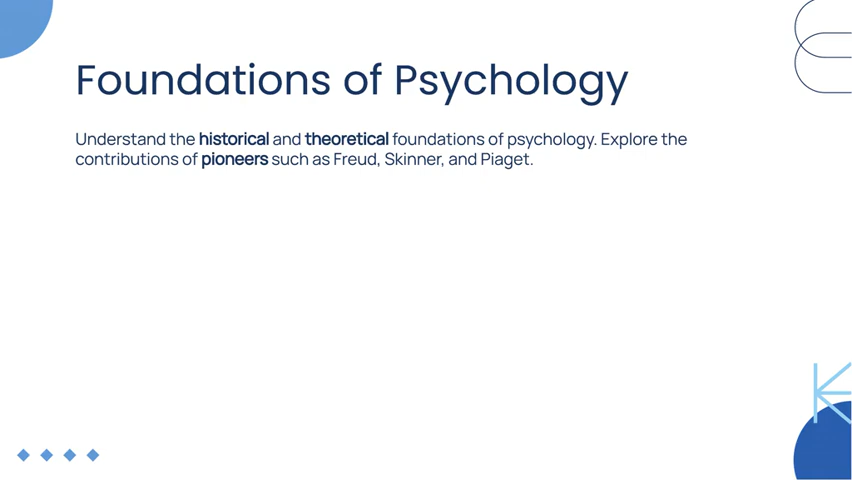 Foundations of Psychology
Understand the historical and theoretical foundations of psychology. Explore the
contributions of pioneers such as Freud, Skinner, and Piaget.